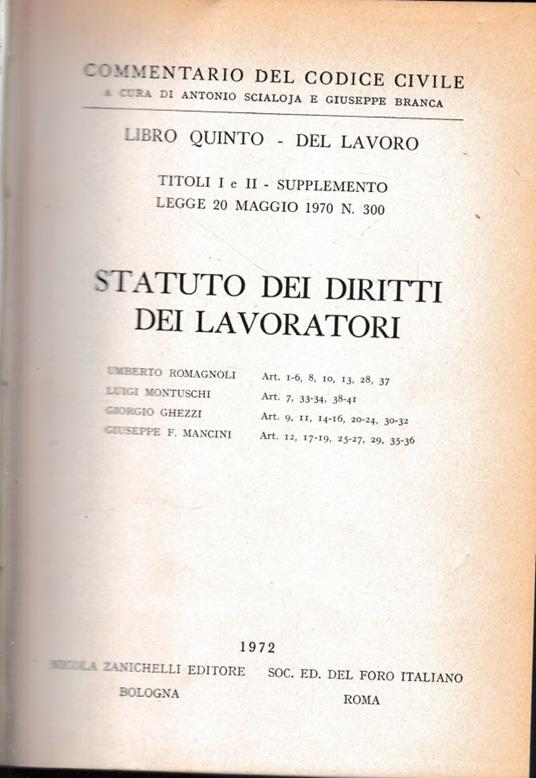 COMMENTARIO DEL CODICE CIVILE
A CURA DI ANTONIO SCIALOJA E GIUSEPPE BRANCA
LIBRO QUINTO - DEL LAVORO
TITOLI I e II - SUPPLEMENTO
LEGGE 20 MAGGIO 1970 N. 300
STATUTO DEI DIRITTI
DEI LAVORATORI
UMBERTO ROMAGNOLI Art. 1-6, 8, 10, 13, 28, 37
LUIGI MONTUSCHI Art. 7, 33-34, 38-41
GIORGIO GHEZZI Art. 9, 11, 14-16, 20-24, 30-32
GIUSEPPE F. MANCINI Art. 12, 17-19, 25-27, 29, 35-36
1972
NICOLA ZANICHELLI EDITORE SOC. ED. DEL FORO ITALIANO
BOLOGNA ROMA